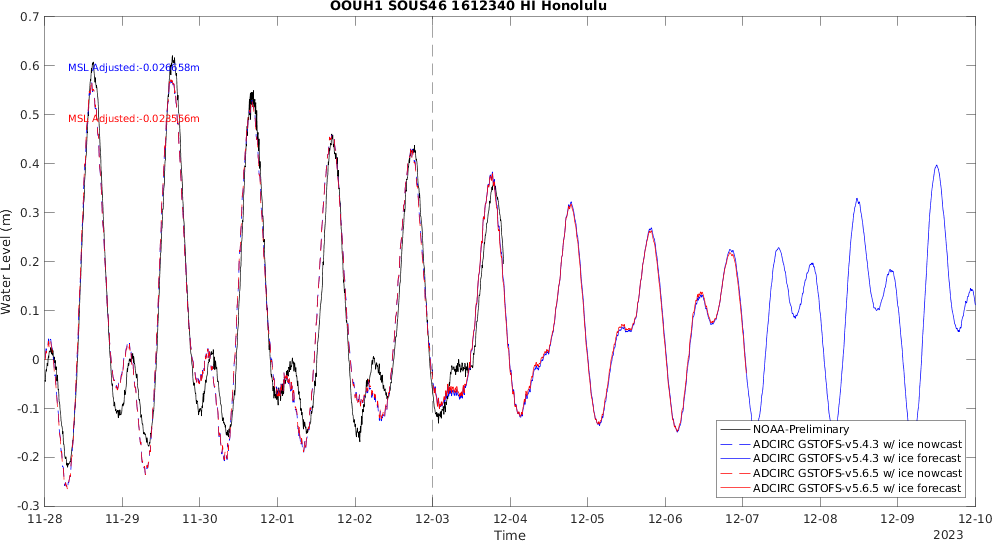 OOUH1 SOUS46 1612340 HI Honolulu
0.7
0.6
0.5
0.4
0.3
0.2
0.1
0
-0.1
-0.2
-0.3
Water Level (m)
MSL Adjusted:-0.026658m
MSL Adjusted:-0.023556m
NOAA-Preliminary
ADCIRC GSTOFS-v5.4.3 w/ ice nowcast
ADCIRC GSTOFS-v5.4.3 w/ ice forecast
ADCIRC GSTOFS-v5.6.5 w/ ice nowcast
ADCIRC GSTOFS-v5.6.5 w/ ice forecast
11-28 11-29 11-30 12-01 12-02 12-03 12-04 12-05 12-06 12-07 12-08 12-09 12-10
Time
2023